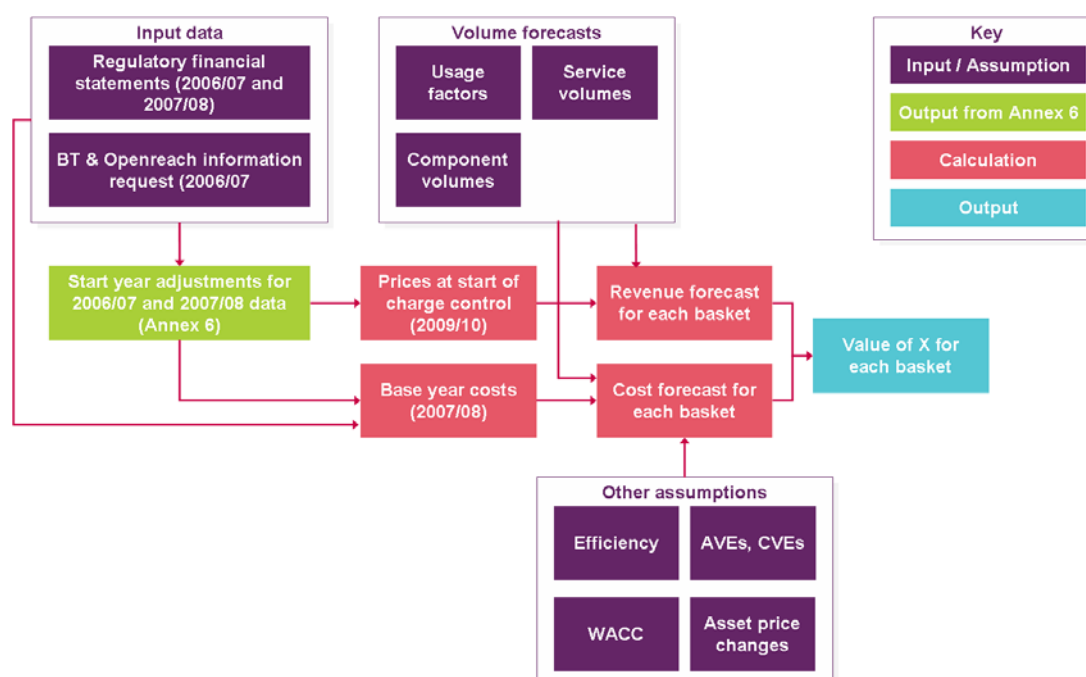 Input data
Regulatory financial
statements (2006/07 and
2007/08)
BT & Openreach information
request (2006/07
Volume forecasts
Usage
factors
Service
volumes
Component
volumes
Key
Input / Assumption
Output from Annex 6
Calculation
Output
Start year adjustments for
2006/07 and 2007/08 data
(Annex 6)
Prices at start of
charge control
(2009/10)
Revenue forecast
for each basket
Value of X for
each basket
Base year costs
(2007/08)
Cost forecast for
each basket
Other assumptions
Efficiency
AVEs, CVEs
WACC
Asset price
changes